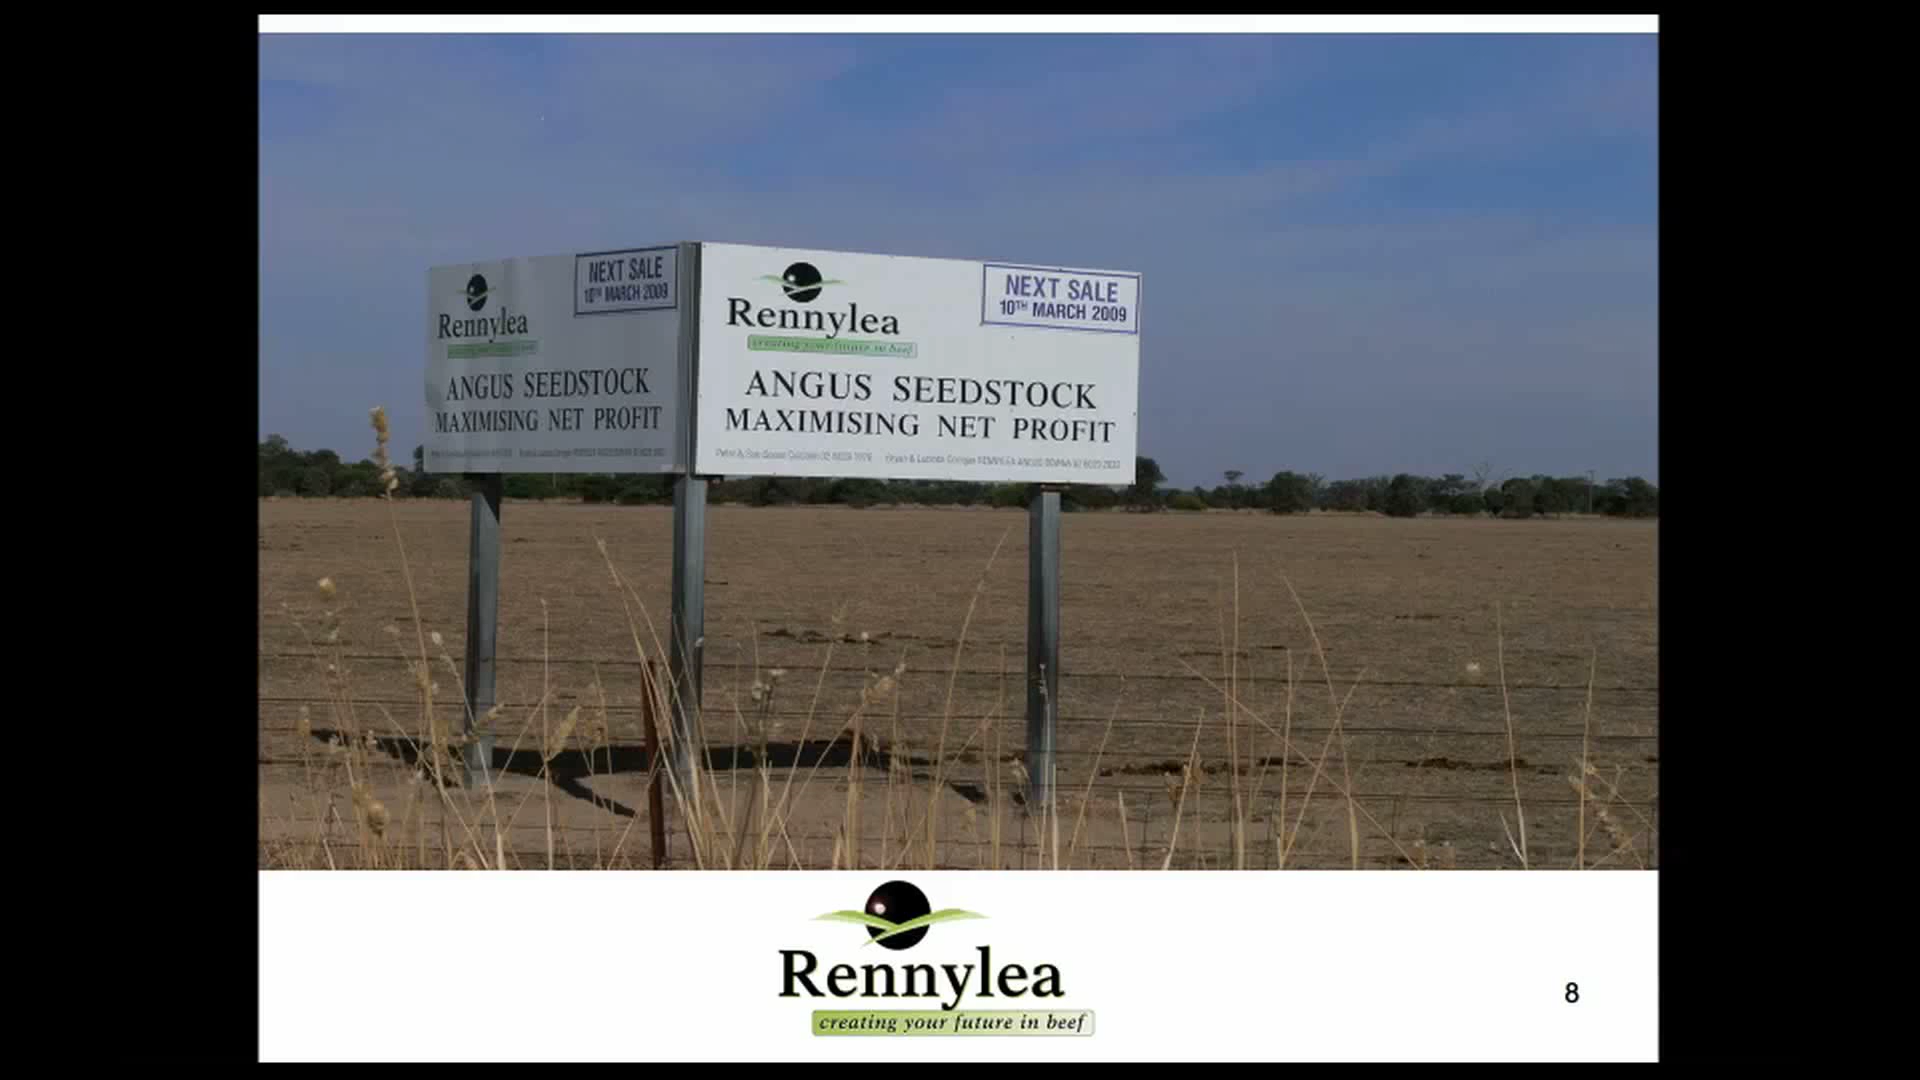 NEXT SALE
10TH MARCH 2009
Rennylea
ANGUS SEEDSTOCK
MAXIMISING NET PROFIT
NEXT SALE
10TH MARCH 2009
Rennylea
creating your future in beef
ANGUS SEEDSTOCK
MAXIMISING NET PROFIT
Rennylea
creating your future in beef
8